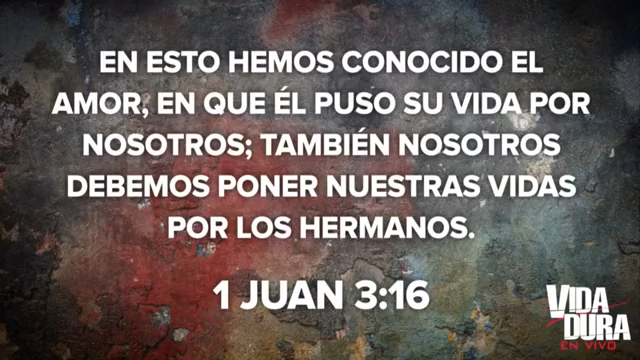 EN ESTO HEMOS CONOCIDO EL
AMOR, EN QUE ÉL PUSO SU VIDA POR
NOSOTROS; TAMBIÉN NOSOTROS
DEBEMOS PONER NUESTRAS VIDAS
POR LOS HERMANOS.
1 JUAN 3:16
VIDA
DURA
EN VIVO